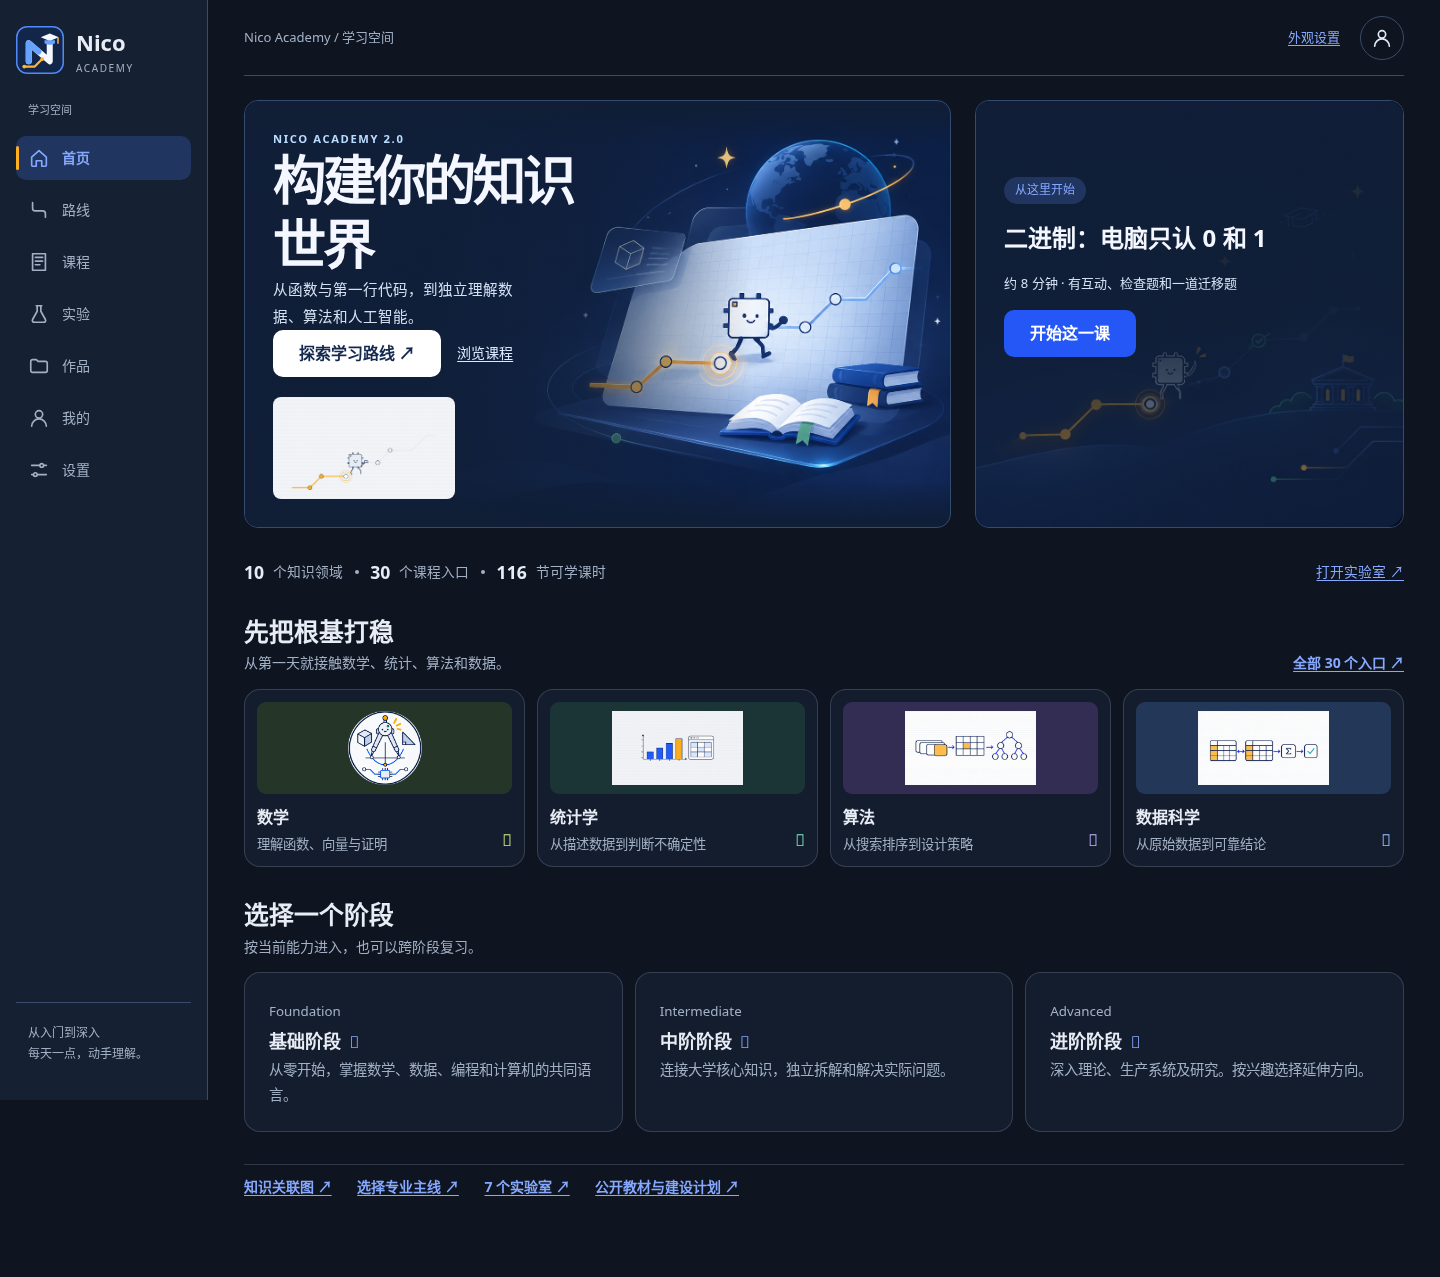 Nico
ACADEMY
学习空间
首页
路线
课程
实验
作品
我的
设置
从入门到深入
每天一点，动手理解。
Nico Academy / 学习空间
外观设置
NICO ACADEMY 2.0
构建你的知识
世界
从函数与第一行代码，到独立理解数
据、算法和人工智能。
探索学习路线 ↗
浏览课程
从这里开始
二进制：电脑只认 0 和 1
约 8 分钟 · 有互动、检查题和一道迁移题
开始这一课
10 个知识领域 • 30 个课程入口 • 116 节可学课时
打开实验室 ↗
先把根基打稳
从第一天就接触数学、统计、算法和数据。
全部 30 个入口 ↗
数学
理解函数、向量与证明
统计学
从描述数据到判断不确定性
算法
从搜索排序到设计策略
Σ
数据科学
从原始数据到可靠结论
选择一个阶段
按当前能力进入，也可以跨阶段复习。
Foundation
基础阶段
从零开始，掌握数学、数据、编程和计算机的共同语
言。
Intermediate
中阶阶段
连接大学核心知识，独立拆解和解决实际问题。
Advanced
进阶阶段
深入理论、生产系统及研究。按兴趣选择延伸方向。
知识关联图 ↗
选择专业主线 ↗
7 个实验室 ↗
公开教材与建设计划 ↗